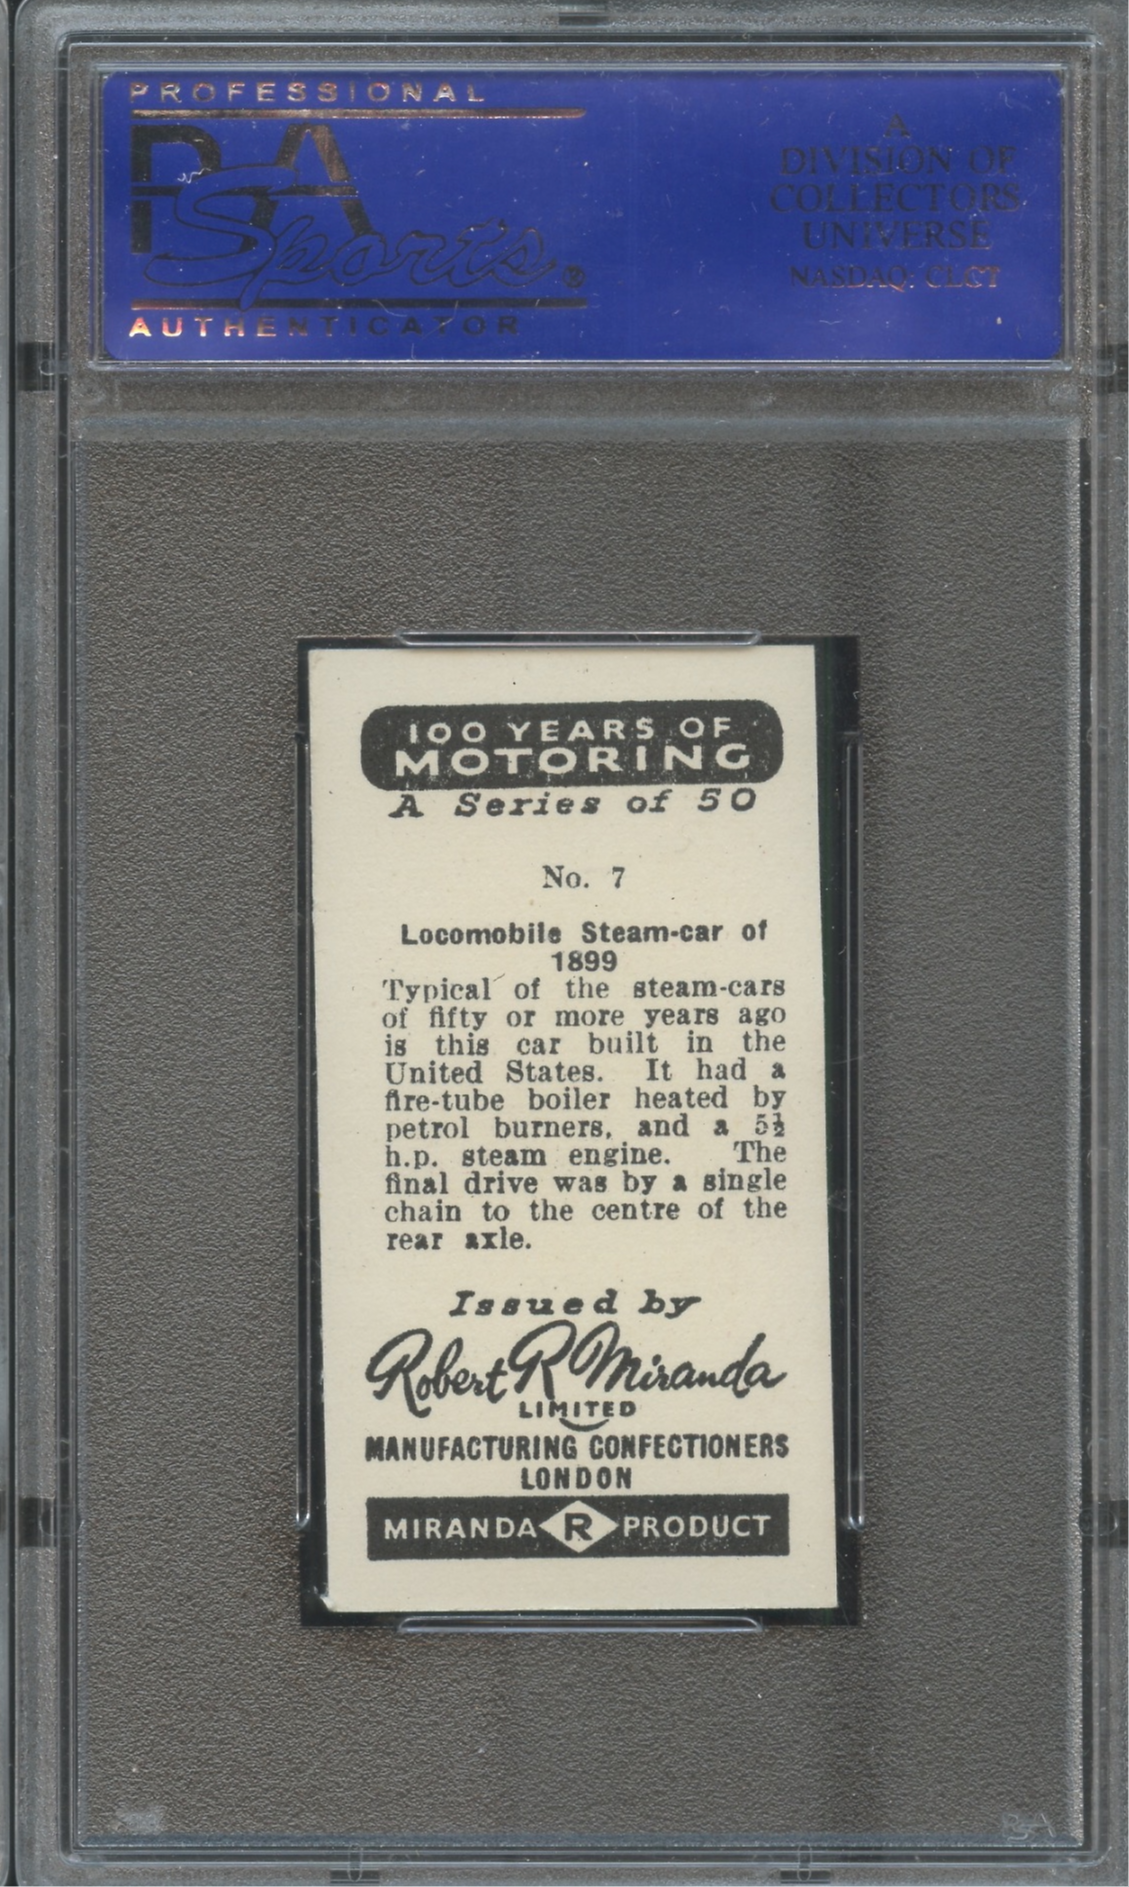 PROFESSIONAL
PSA
Sports®
AUTHENTICATOR
A
DIVISION OF
COLLECTORS
UNIVERSE
NASDAQ: CLCT
100 YEARS OF
MOTORING
A Series of 50
No. 7
Locomobile Steam-car of
1899
Typical of the steam-cars
of fifty or more years ago
is this car built in the
United States. It had a
fire-tube boiler heated by
petrol burners, and a 5½
h.p. steam engine. The
final drive was by a single
chain to the centre of the
rear axle.
Issued by
Robert R Miranda
LIMITED
MANUFACTURING CONFECTIONERS
LONDON
MIRANDA R PRODUCT
PSA